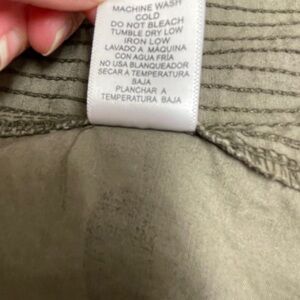 MACHINE WASH
COLD
DO NOT BLEACH
TUMBLE DRY LOW
IRON LOW
LAVADO A MAQUINA
CON AGUA FRÍA
NO USA BLANQUEADOR
SECAR A TEMPERATURA
BAJA
PLANCHAR A
TEMPERATURA BAJA